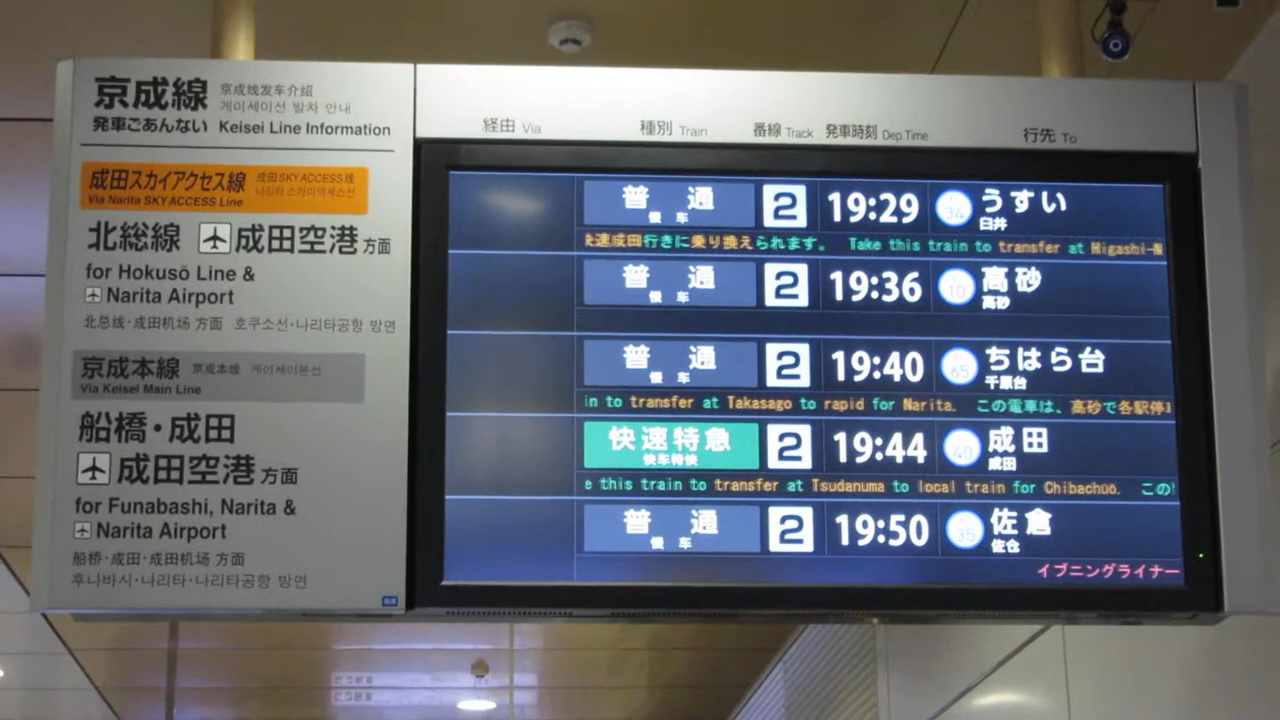 京成線
京成线发车介绍
게이세이선 발차 안내
発車ごあんない Keisei Line Information
成田スカイアクセス線
成田SKY ACCESS线
나리타 스카이액세스선
Via Narita SKY ACCESS Line
北総線 成田空港方面
for Hokusō Line &
Narita Airport
北总线·成田机场 方面 호쿠소선·나리타공항 방면
京成本線 京成本线 게이세이본선
Via Keisei Main Line
船橋・成田
成田空港方面
for Funabashi, Narita &
Narita Airport
船桥·成田·成田机场 方面
후나바시·나리타·나리타공항 방면
経由 Via 種別 Train 番線 Track 発車時刻 Dep.Time 行先 To
普通 2 19:29 うすい
慢车 臼井
快速成田行きに乗り換えられます。 Take this train to transfer at Higashi-N
普通 2 19:36 10 高砂
慢车 高砂
普通 2 19:40 65 ちはら台
慢车 千原台
in to transfer at Takasago to rapid for Narita. この電車は、高砂で各駅停
快速特急 2 19:44 40 成田
快车特快 成田
e this train to transfer at Tsudanuma to local train for Chibachūō. この
普通 2 19:50 35 佐倉
慢车 佐仓
イブニングライナー